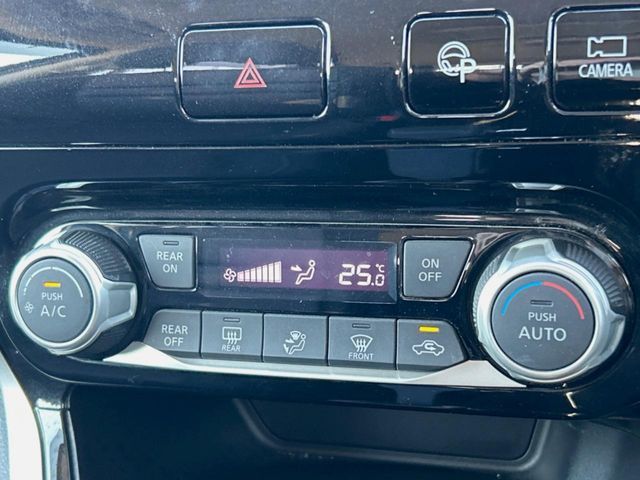 P
CAMERA
REAR
ON
25.0
°C
ON
OFF
PUSH
A/C
PUSH
AUTO
REAR
OFF
REAR
FRONT